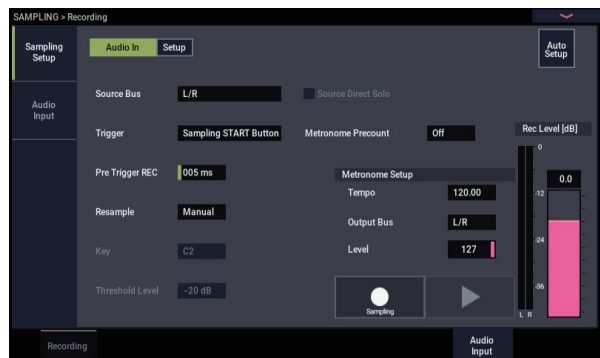 SAMPLING > Recording
Sampling Setup
Audio In Setup
Auto Setup
Audio Input
Source Bus L/R Source Direct Solo
Trigger Sampling START Button Metronome Precount Off
Rec Level [dB]
0
Pre Trigger REC 005 ms
Metronome Setup
0.0
Tempo 120.00
-12
Resample Manual
Output Bus L/R
Key C2
Level 127
-24
Threshold Level -20 dB
-36
Sampling
L R
Recording
Audio Input